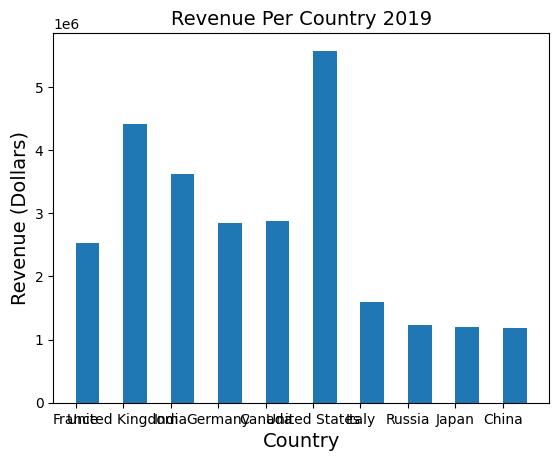 Revenue Per Country 2019
1e6
Revenue (Dollars)
5
4
3
2
1
0
France United Kingdom India Germany Canada United States Italy Russia Japan China
Country